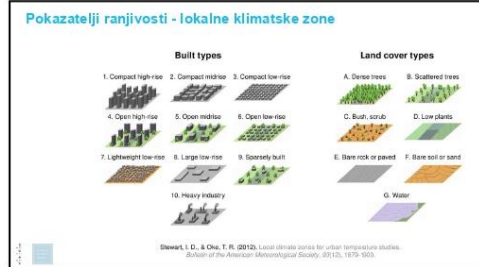 Pokazatelji ranjivosti - lokalne klimatske zone
Built types
1. Compact high-rise 2. Compact midrise 3. Compact low-rise
4. Open high-rise 5. Open midrise 6. Open low-rise
7. Lightweight low-rise 8. Large low-rise 9. Sparsely built
10. Heavy industry
Land cover types
A. Dense trees B. Scattered trees
C. Bush, scrub D. Low plants
E. Bare rock or paved F. Bare soil or sand
G. Water
Stewart, I. D., & Oke, T. R. (2012). Local climate zones for urban temperature studies.
Bulletin of the American Meteorological Society, 93(12), 1879-1900.